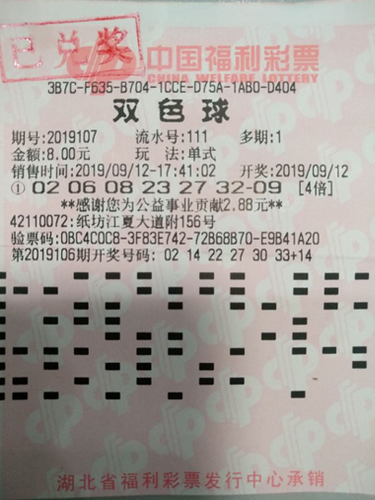 已兑奖
中国福利彩票
CHINA WELFARE LOTTERY
3B7C-F635-B704-1CCE-D75A-1AB0-D404
双色球
期号:2019107 流水号:111 多期:1
金额:8.00元 玩 法:单式
销售时间:2019/09/12-17:41:02 开奖:2019/09/12
① 02 06 08 23 27 32-09 [4倍]
**感谢您为公益事业贡献2.88元**
42110072:纸坊江夏大道附156号
验票码:0BC4C0C8-3F83E742-72B68B70-E9B41A20
第2019106期开奖号码: 02 14 22 27 30 33+14
湖北省福利彩票发行中心承销